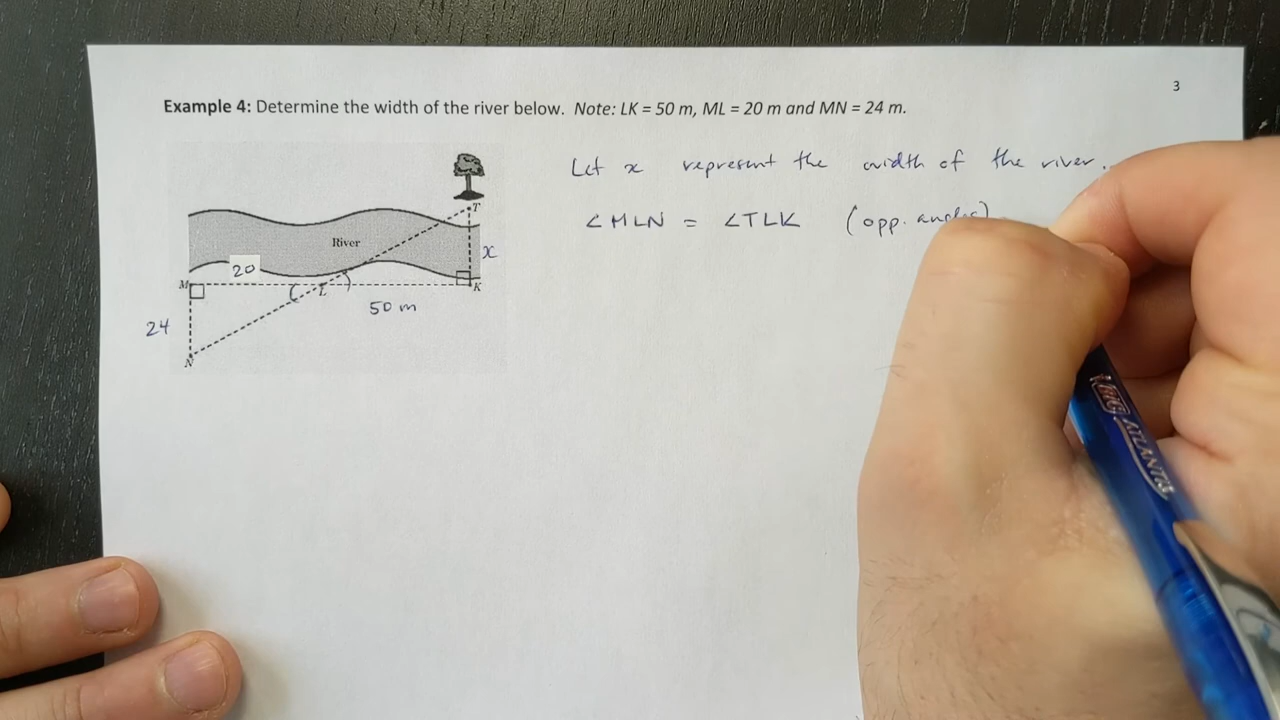 3
Example 4: Determine the width of the river below. Note: LK = 50 m, ML = 20 m and MN = 24 m.
Let x represent the width of the river.
∠MLN = ∠TLK (opp. angles)
T
River
x
20
M
L
K
50 m
24
N
BIC ATLANTIS